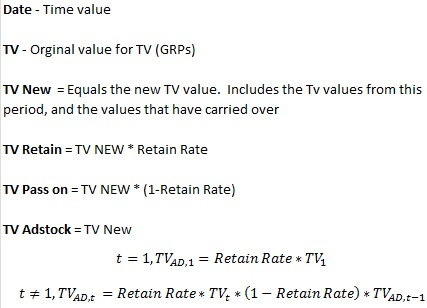 Date - Time value
TV - Orginal value for TV (GRPs)
TV New = Equals the new TV value. Includes the Tv values from this
period, and the values that have carried over
TV Retain = TV NEW * Retain Rate
TV Pass on = TV NEW * (1-Retain Rate)
TV Adstock = TV New
t = 1, TV_{AD,1} = Retain Rate * TV_1
t ≠ 1, TV_{AD,t} = Retain Rate * TV_t * (1 − Retain Rate) * TV_{AD,t−1}